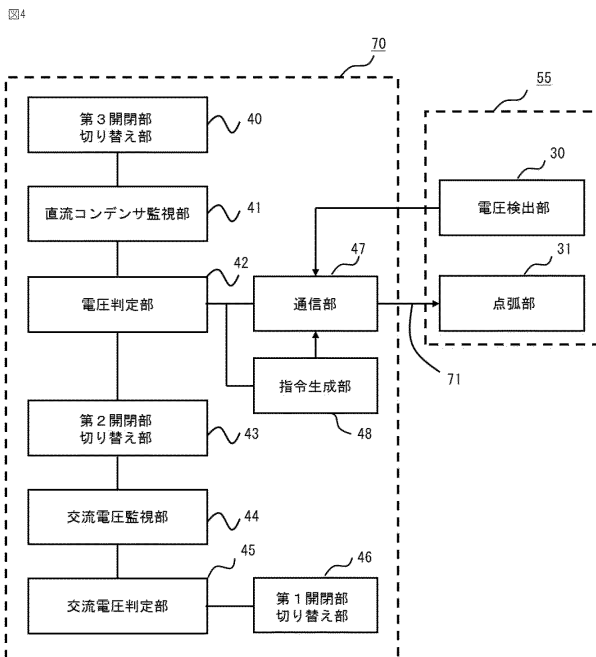 図4
70
55
第３開閉部
切り替え部
40
直流コンデンサ監視部
41
42
電圧判定部
47
通信部
30
電圧検出部
31
点弧部
指令生成部
48
71
第２開閉部
切り替え部
43
交流電圧監視部
44
45
交流電圧判定部
46
第１開閉部
切り替え部